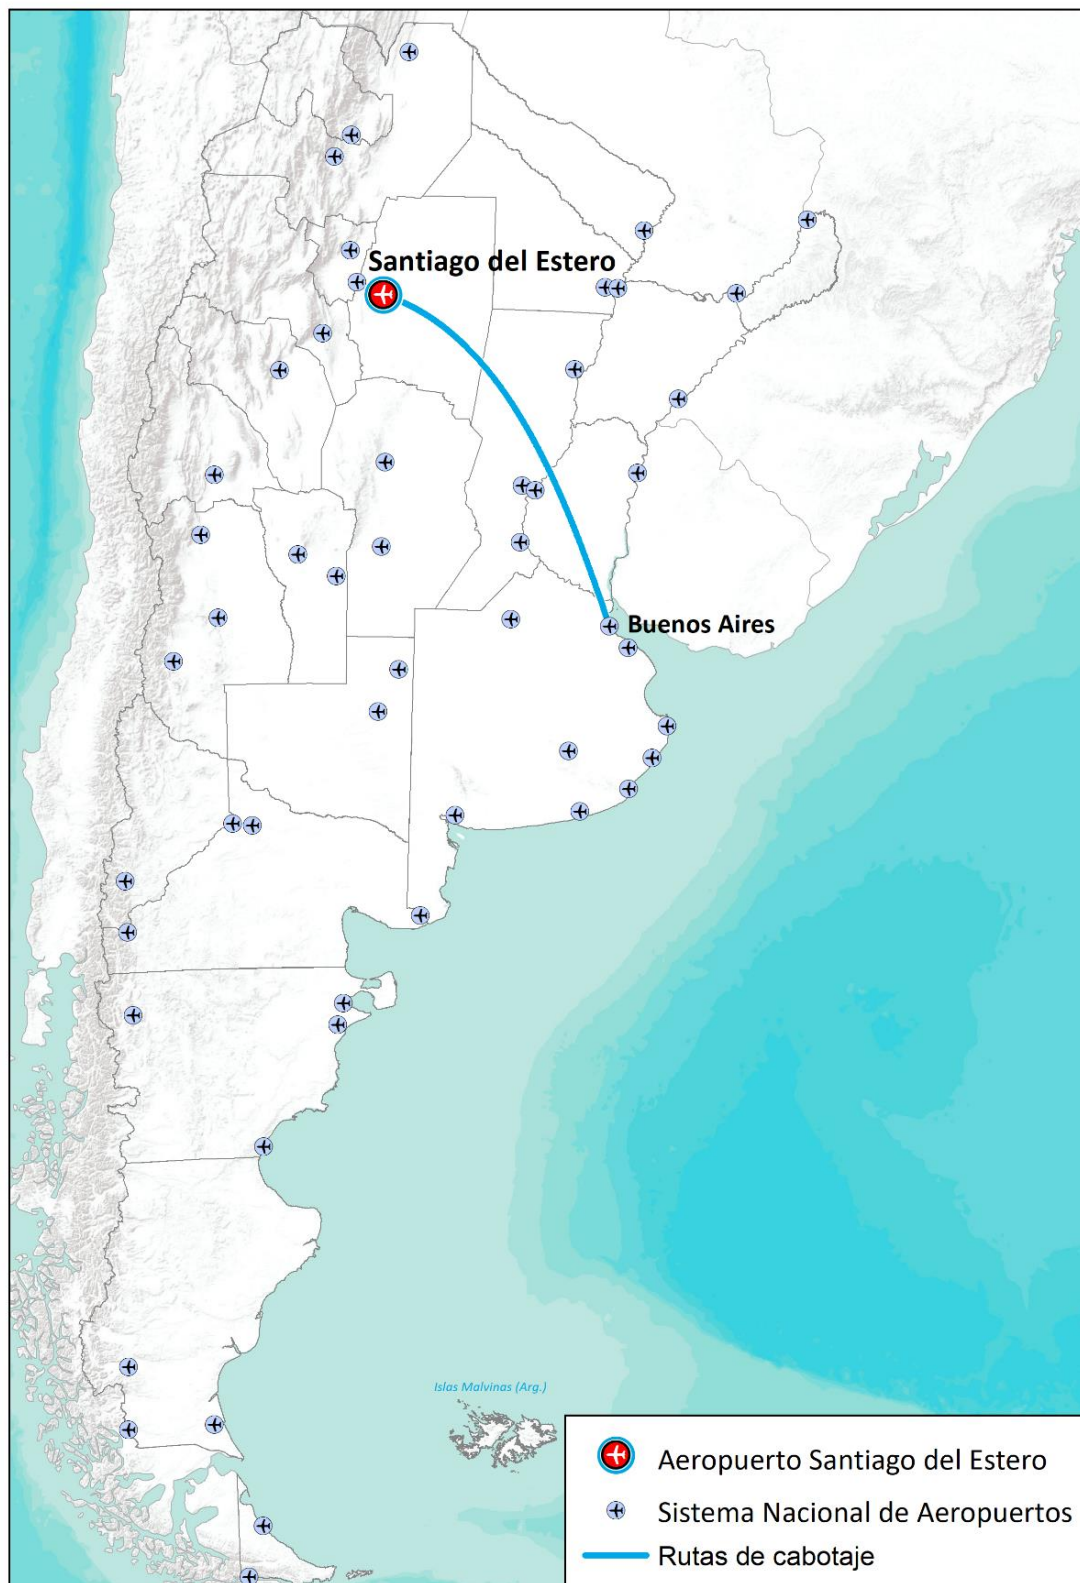 Santiago del Estero
Buenos Aires
Islas Malvinas (Arg.)
Aeropuerto Santiago del Estero
Sistema Nacional de Aeropuertos
Rutas de cabotaje